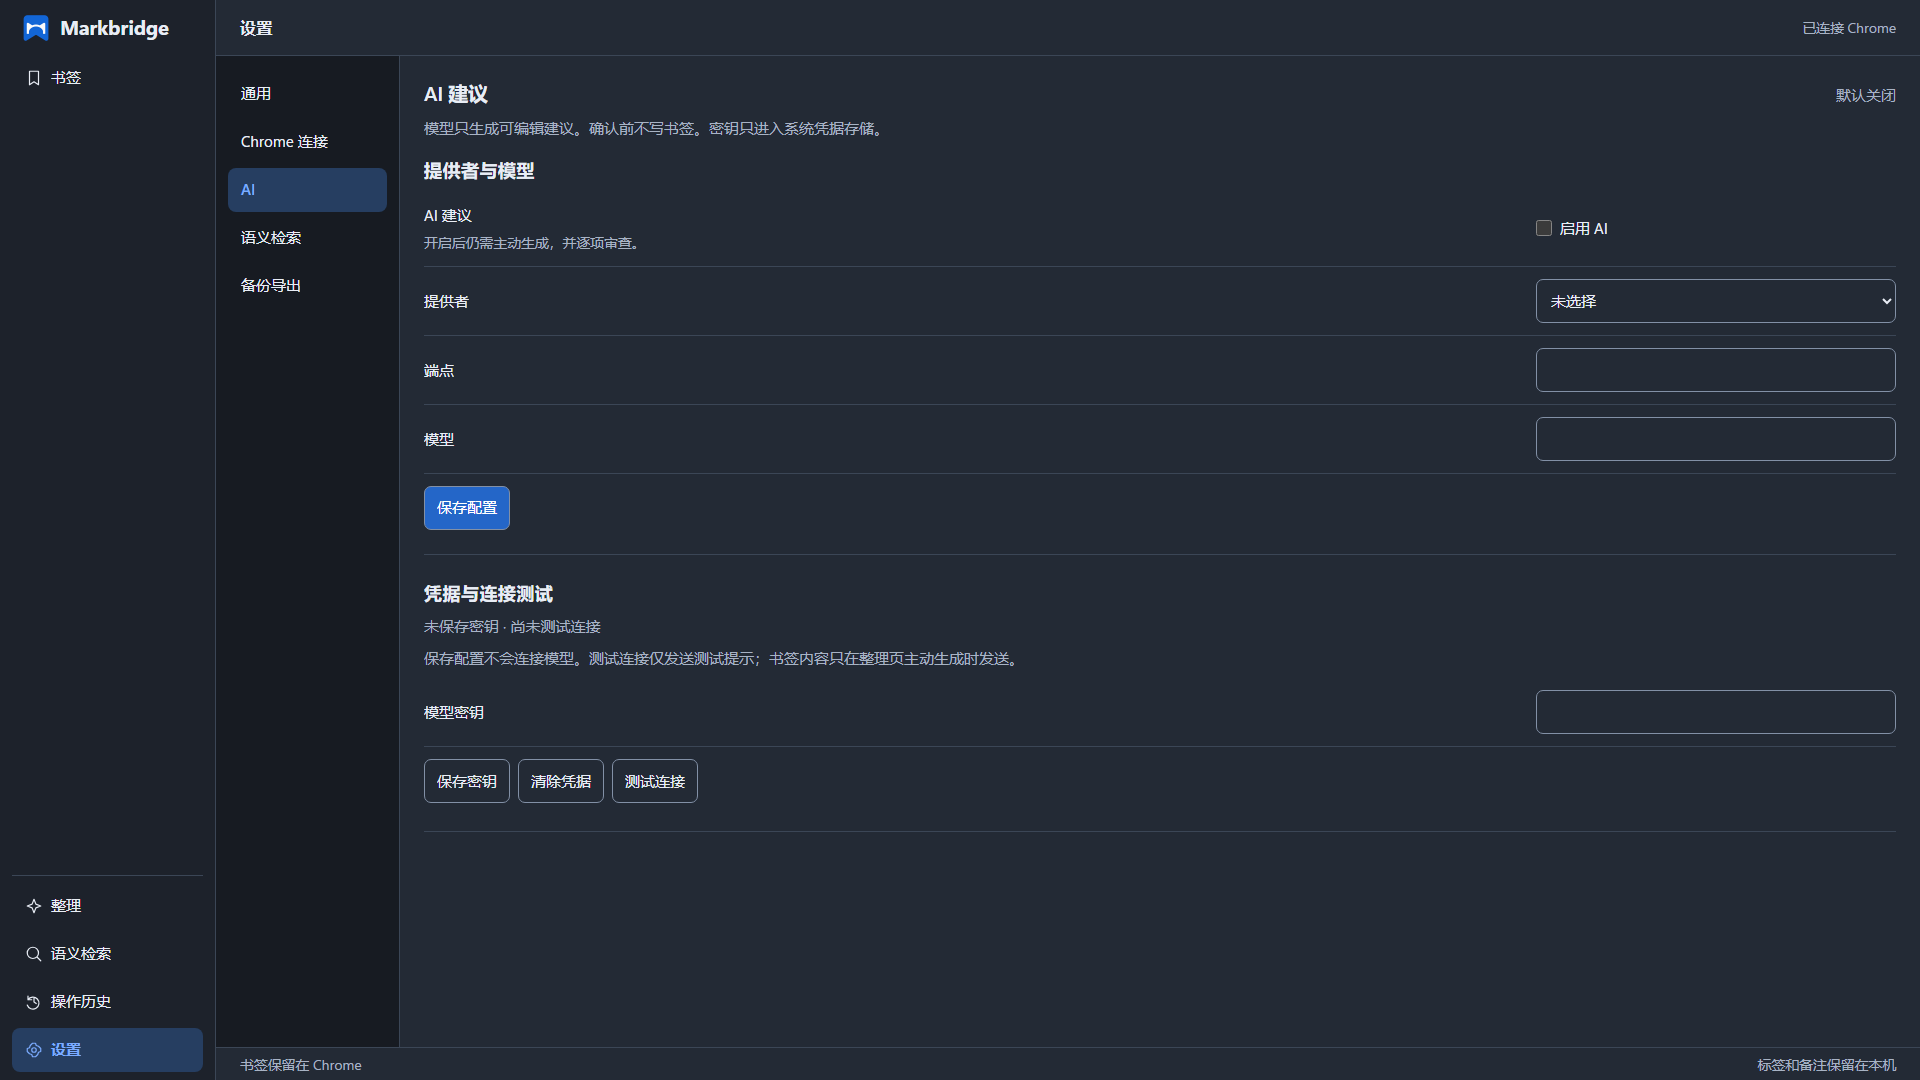 Markbridge
书签
整理
语义检索
操作历史
设置
设置
已连接 Chrome
通用
Chrome 连接
AI
语义检索
备份导出
AI 建议
默认关闭
模型只生成可编辑建议。确认前不写书签。密钥只进入系统凭据存储。
提供者与模型
AI 建议
开启后仍需主动生成，并逐项审查。
启用 AI
提供者
未选择
端点
模型
保存配置
凭据与连接测试
未保存密钥 · 尚未测试连接
保存配置不会连接模型。测试连接仅发送测试提示；书签内容只在整理页主动生成时发送。
模型密钥
保存密钥
清除凭据
测试连接
书签保留在 Chrome
标签和备注保留在本机